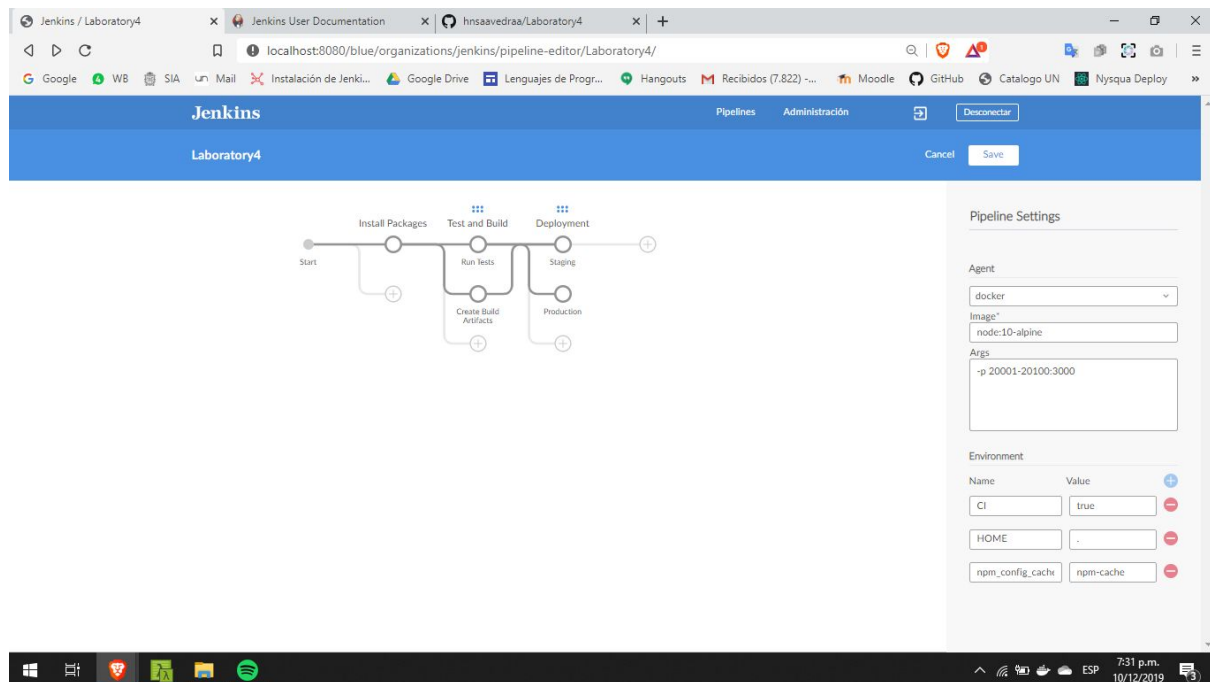 Jenkins / Laboratory4
Jenkins User Documentation
hnsaavedraa/Laboratory4
localhost:8080/blue/organizations/jenkins/pipeline-editor/Laboratory4/
Google
WB
SIA
Mail
Instalación de Jenki...
Google Drive
Lenguajes de Progr...
Hangouts
Recibidos (7.822) -...
Moodle
GitHub
Catalogo UN
Nysqua Deploy
»
Jenkins
Pipelines
Administración
Desconectar
Laboratory4
Cancel
Save
Install Packages
Test and Build
Deployment
Start
Run Tests
Staging
Create Build
Artifacts
Production
Pipeline Settings
Agent
docker
Image*
node:10-alpine
Args
-p 20001-20100:3000
Environment
Name Value
CI true
HOME .
npm_config_cache npm-cache
ESP
7:31 p.m.
10/12/2019
3